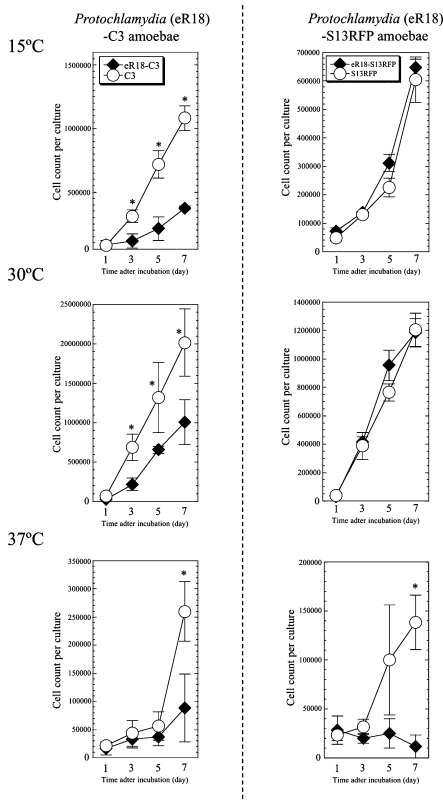 Protochlamydia (eR18)
-C3 amoebae
Protochlamydia (eR18)
-S13RFP amoebae
15ºC
Cell count per culture
1500000
1000000
500000
0
eR18-C3
C3
*
*
*
1 3 5 7
Time adter incubation (day)
Cell count per culture
700000
600000
500000
400000
300000
200000
100000
0
eR18-S13RFP
S13RFP
1 3 5 7
Time adter incubation (day)
30ºC
Cell count per culture
25000000
20000000
15000000
10000000
5000000
0
*
*
*
1 3 5 7
Time adter incubation (day)
Cell count per culture
1400000
1200000
1000000
800000
600000
400000
200000
0
1 3 5 7
Time adter incubation (day)
37ºC
Cell count per culture
350000
300000
250000
200000
150000
100000
50000
0
*
1 3 5 7
Time adter incubation (day)
Cell count per culture
200000
150000
100000
50000
0
*
1 3 5 7
Time adter incubation (day)